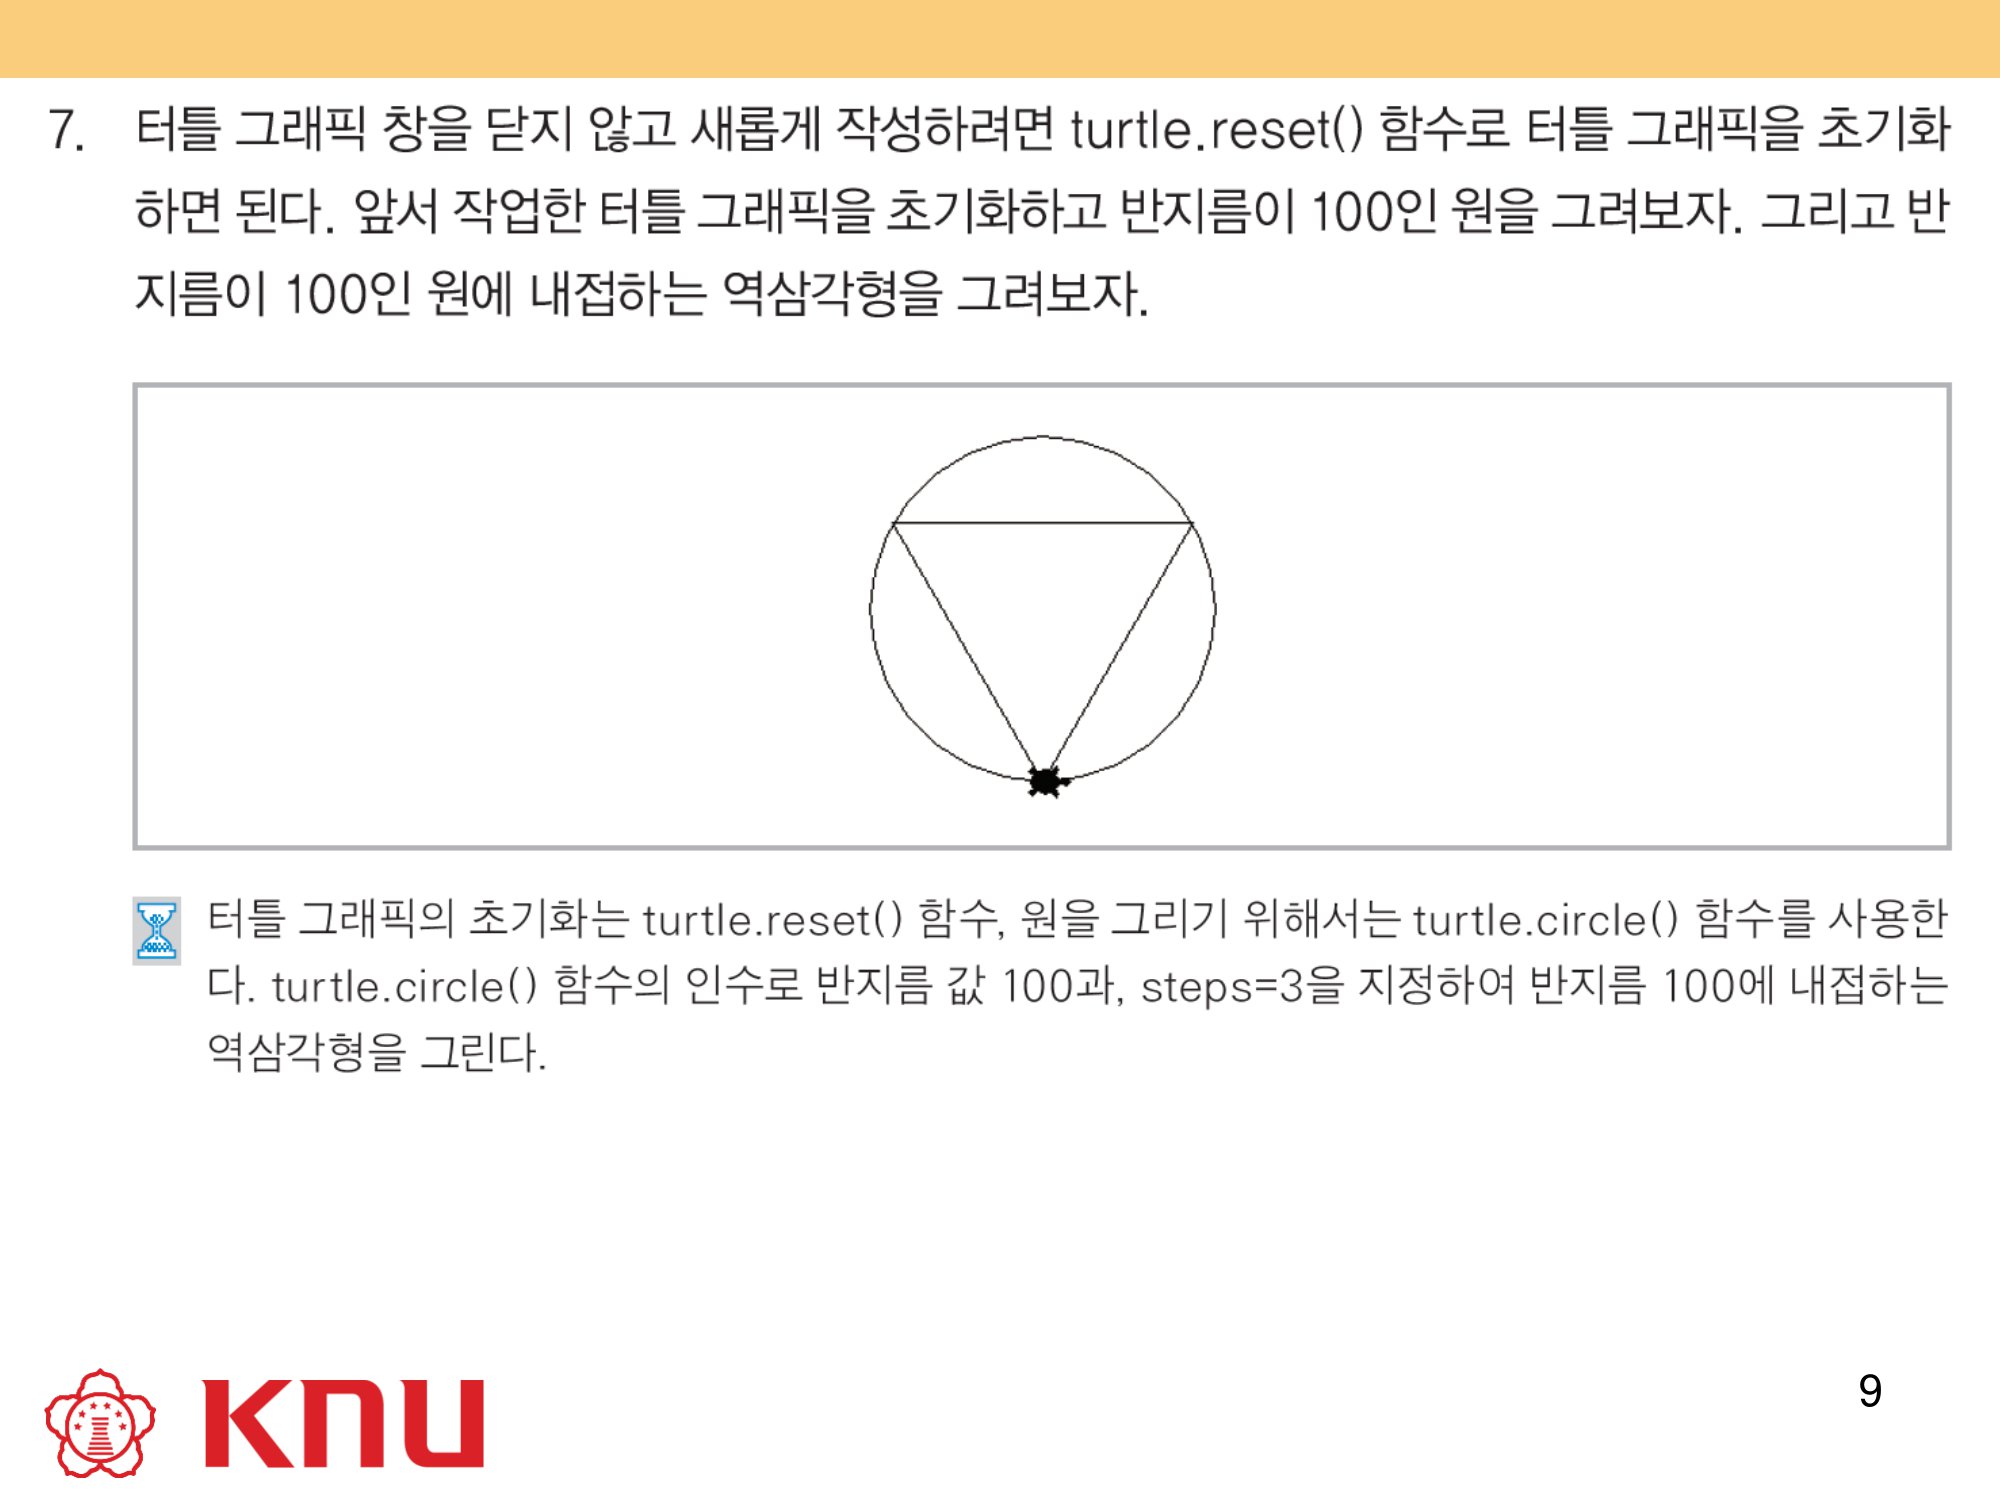 7. 터틀 그래픽 창을 닫지 않고 새롭게 작성하려면 turtle.reset() 함수로 터틀 그래픽을 초기화
하면 된다. 앞서 작업한 터틀 그래픽을 초기화하고 반지름이 100인 원을 그려보자. 그리고 반
지름이 100인 원에 내접하는 역삼각형을 그려보자.
터틀 그래픽의 초기화는 turtle.reset() 함수, 원을 그리기 위해서는 turtle.circle() 함수를 사용한
다. turtle.circle() 함수의 인수로 반지름 값 100과, steps=3을 지정하여 반지름 100에 내접하는
역삼각형을 그린다.
KNU
9